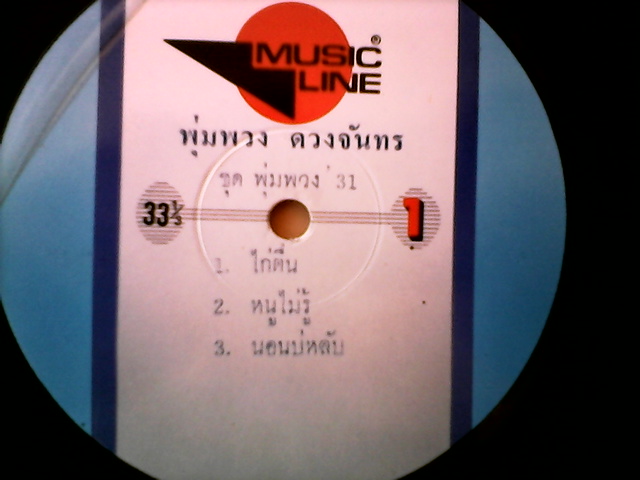 MUSIC®
LINE
พุ่มพวง ดวงจันทร
ชุด พุ่มพวง '31
33⅓
1
1. ไก่ตื่น
2. หนูไม่รู้
3. นอนบ่หลับ